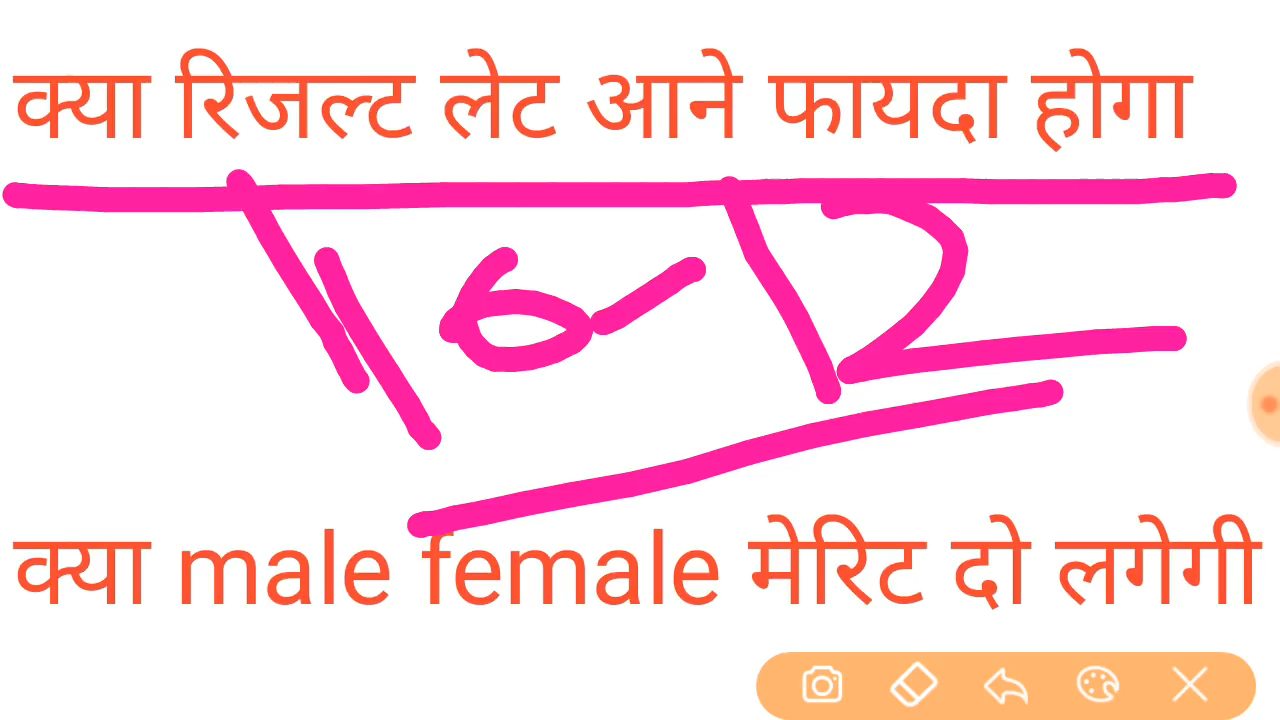 क्या रिजल्ट लेट आने फायदा होगा
क्या male female मेरिट दो लगेगी